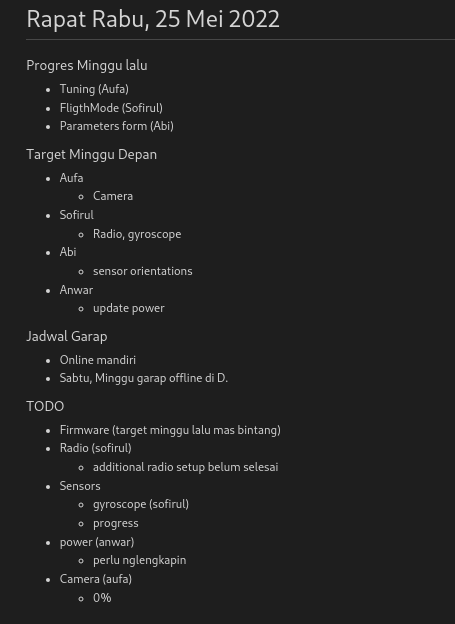 Rapat Rabu, 25 Mei 2022
Progres Minggu lalu
Tuning (Aufa)
FligthMode (Sofirul)
Parameters form (Abi)
Target Minggu Depan
Aufa
Camera
Sofirul
Radio, gyroscope
Abi
sensor orientations
Anwar
update power
Jadwal Garap
Online mandiri
Sabtu, Minggu garap offline di D.
TODO
Firmware (target minggu lalu mas bintang)
Radio (sofirul)
additional radio setup belum selesai
Sensors
gyroscope (sofirul)
progress
power (anwar)
perlu nglengkapin
Camera (aufa)
0%